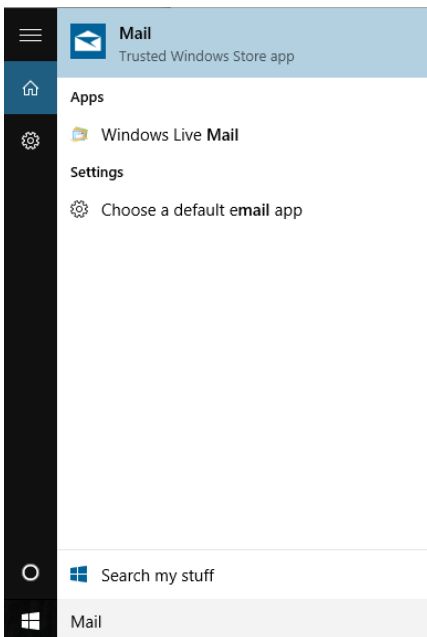 Mail
Trusted Windows Store app
Apps
Windows Live Mail
Settings
Choose a default email app
Search my stuff
Mail